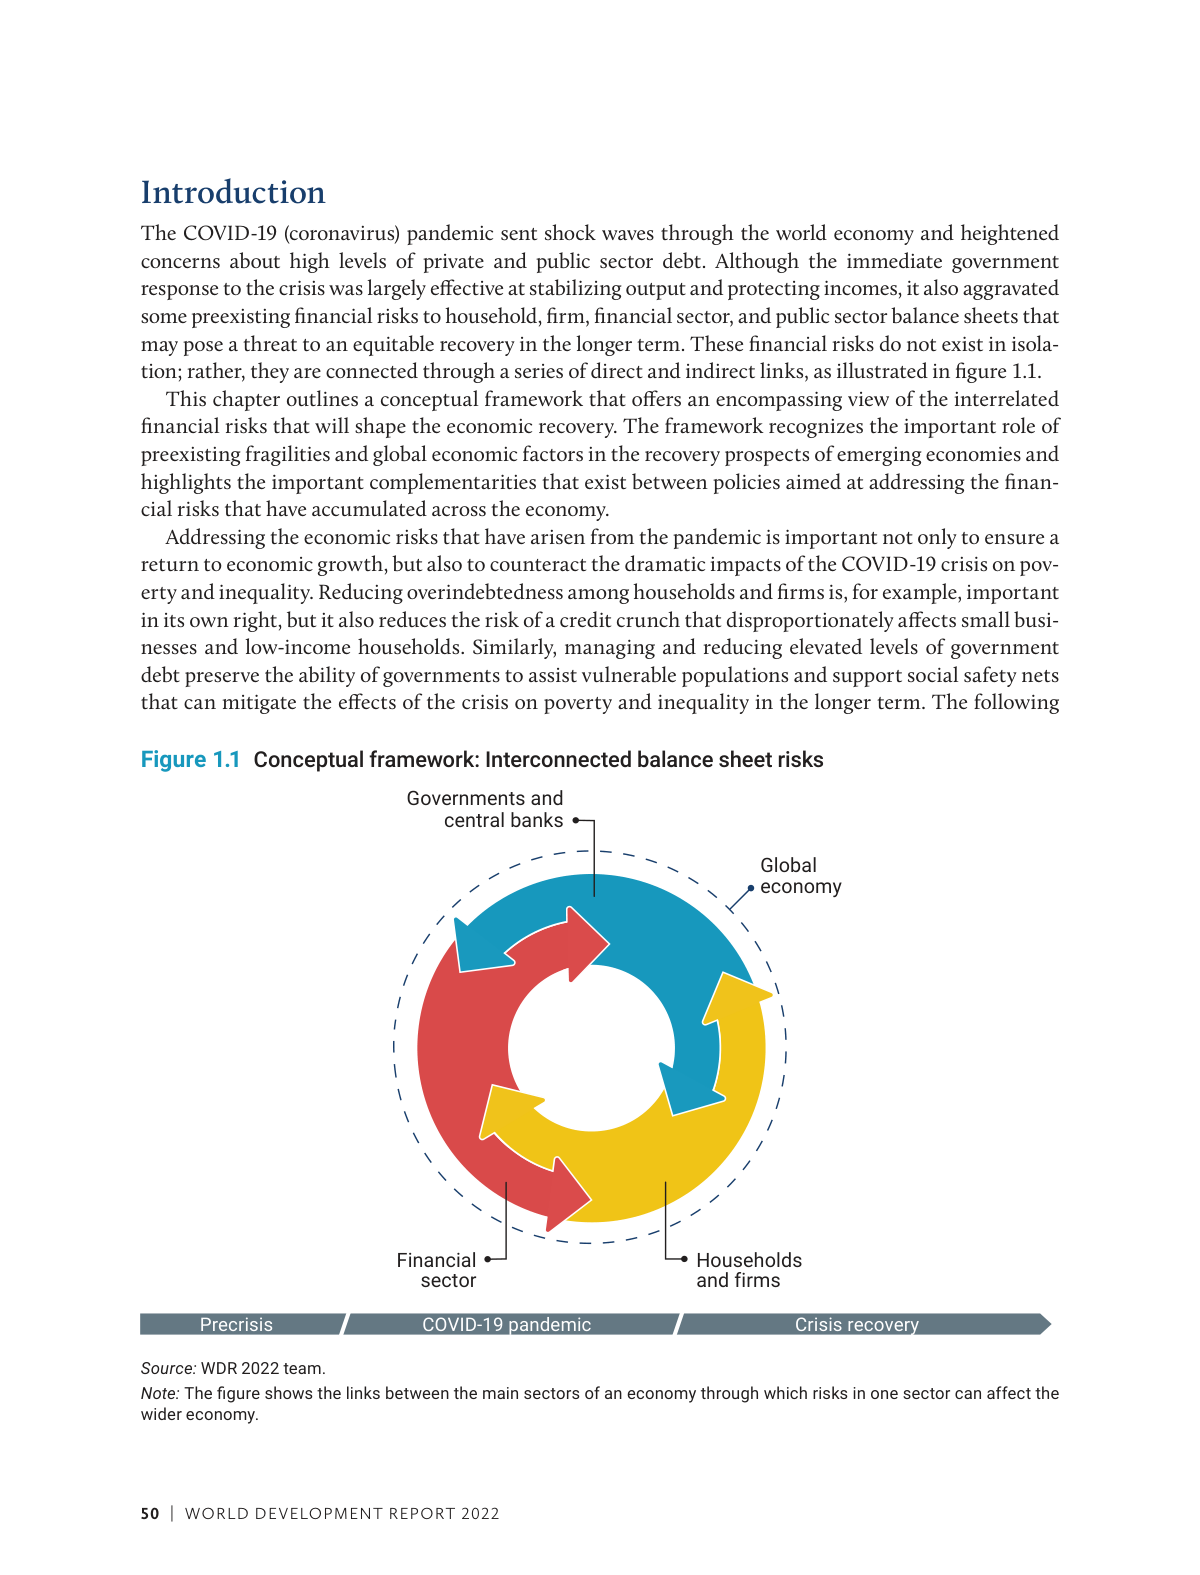 Introduction
The COVID-19 (coronavirus) pandemic sent shock waves through the world economy and heightened
concerns about high levels of private and public sector debt. Although the immediate government
response to the crisis was largely effective at stabilizing output and protecting incomes, it also aggravated
some preexisting financial risks to household, firm, financial sector, and public sector balance sheets that
may pose a threat to an equitable recovery in the longer term. These financial risks do not exist in isola-
tion; rather, they are connected through a series of direct and indirect links, as illustrated in figure 1.1.
This chapter outlines a conceptual framework that offers an encompassing view of the interrelated
financial risks that will shape the economic recovery. The framework recognizes the important role of
preexisting fragilities and global economic factors in the recovery prospects of emerging economies and
highlights the important complementarities that exist between policies aimed at addressing the finan-
cial risks that have accumulated across the economy.
Addressing the economic risks that have arisen from the pandemic is important not only to ensure a
return to economic growth, but also to counteract the dramatic impacts of the COVID-19 crisis on pov-
erty and inequality. Reducing overindebtedness among households and firms is, for example, important
in its own right, but it also reduces the risk of a credit crunch that disproportionately affects small busi-
nesses and low-income households. Similarly, managing and reducing elevated levels of government
debt preserve the ability of governments to assist vulnerable populations and support social safety nets
that can mitigate the effects of the crisis on poverty and inequality in the longer term. The following
Figure 1.1 Conceptual framework: Interconnected balance sheet risks
Governments and
central banks
Global
economy
Financial
sector
Households
and firms
Precrisis
COVID-19 pandemic
Crisis recovery
Source: WDR 2022 team.
Note: The figure shows the links between the main sectors of an economy through which risks in one sector can affect the
wider economy.
50 | WORLD DEVELOPMENT REPORT 2022